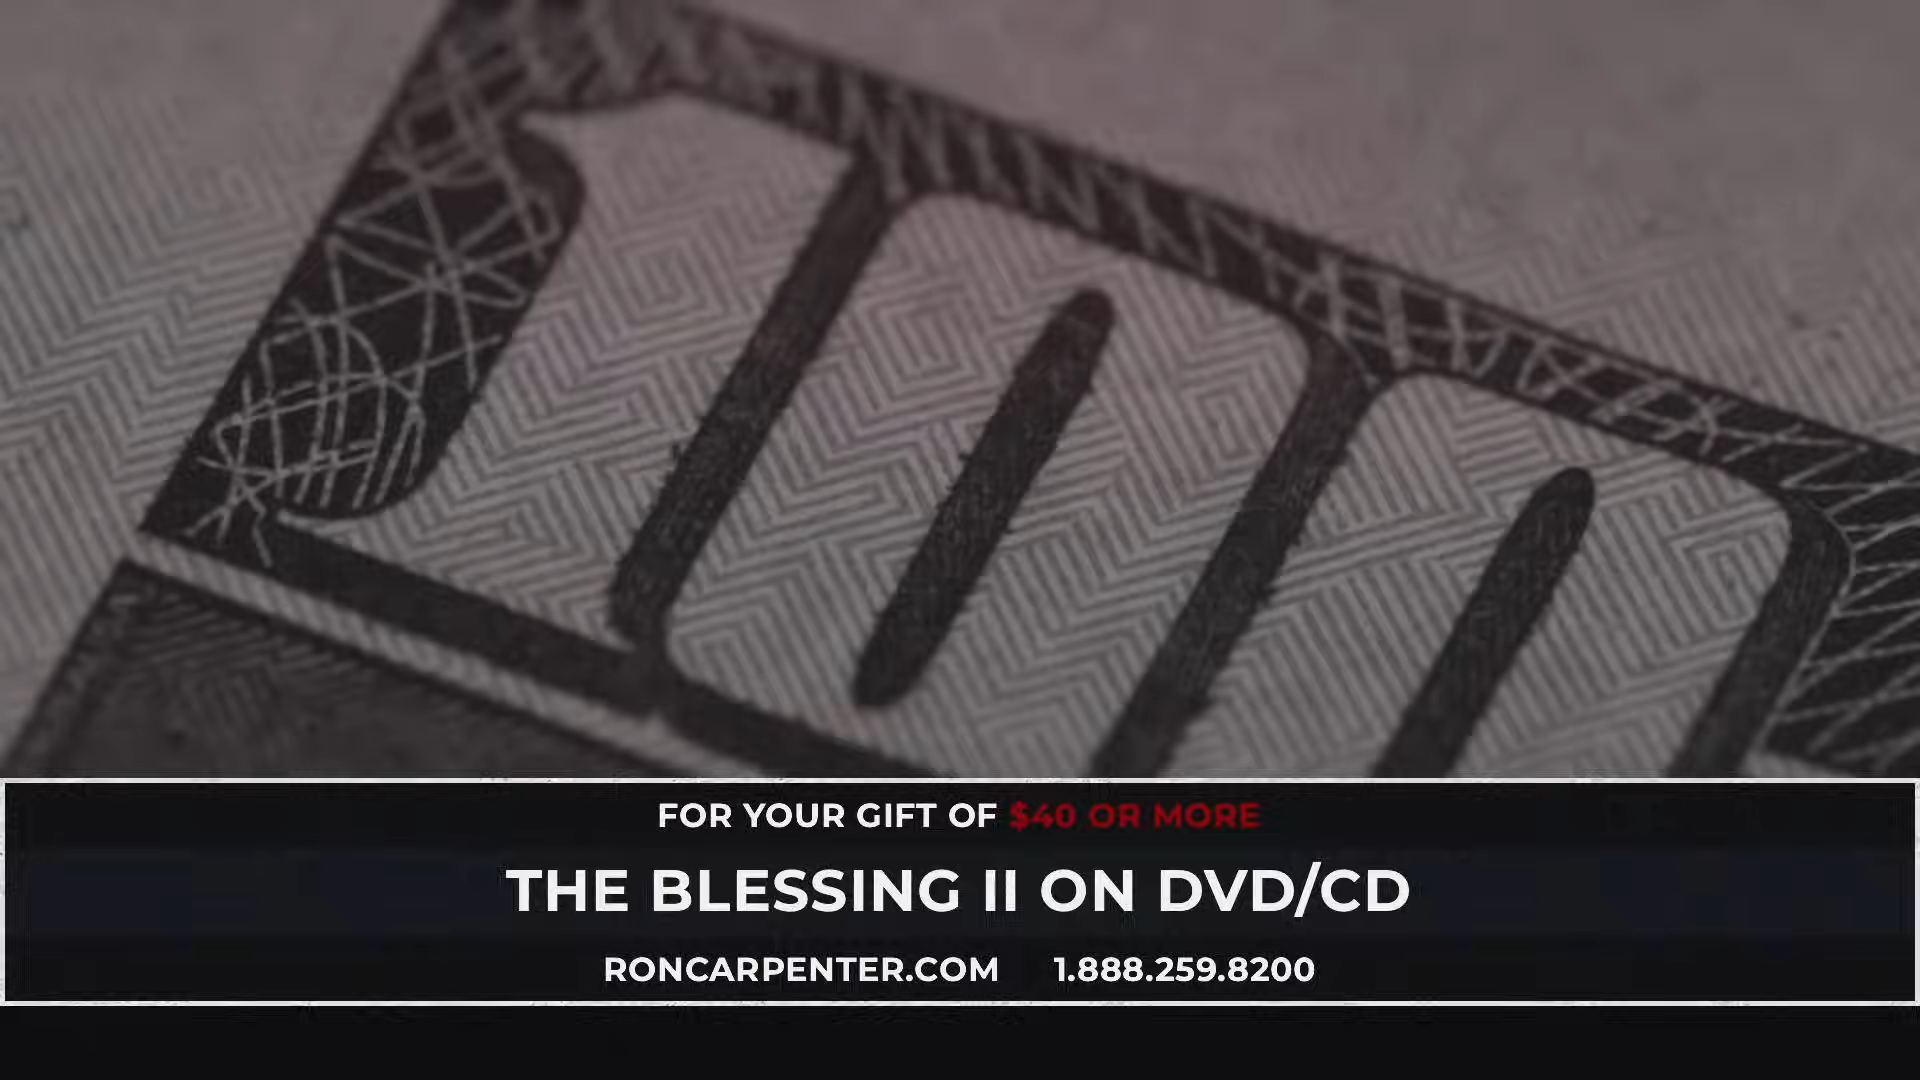 FOR YOUR GIFT OF $40 OR MORE
THE BLESSING II ON DVD/CD
RONCARPENTER.COM 1.888.259.8200